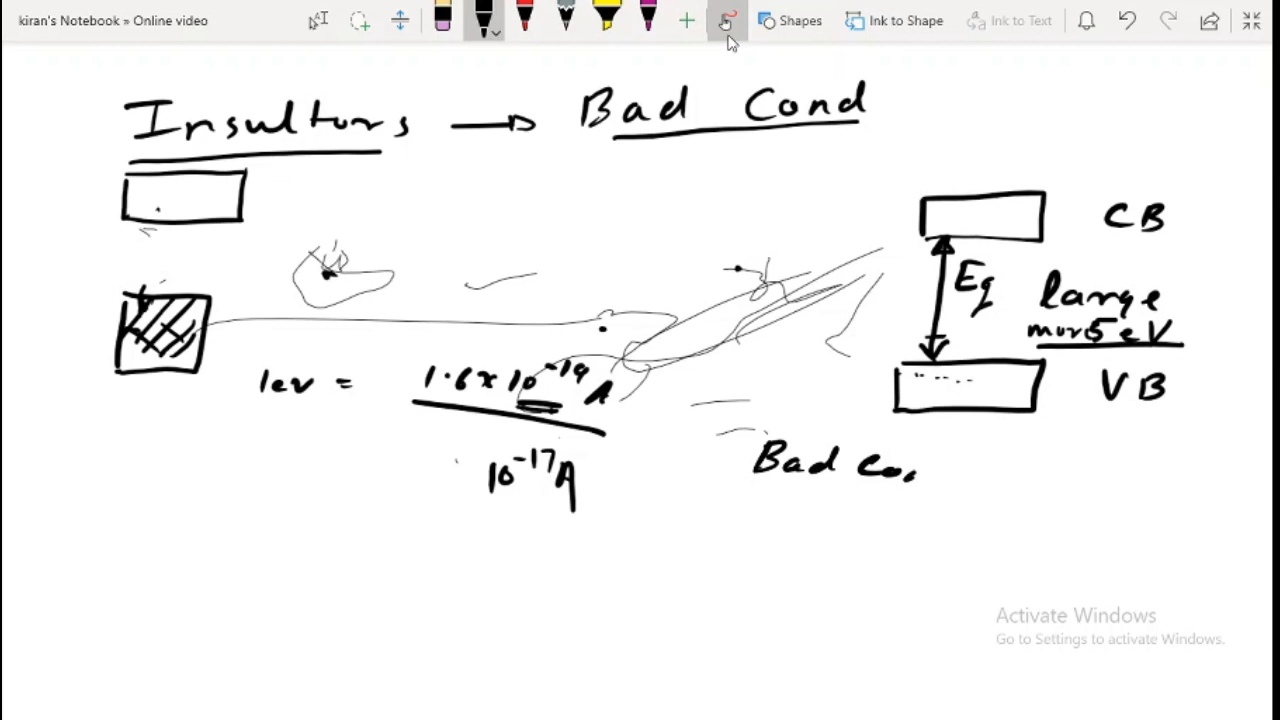 kiran's Notebook » Online video
Shapes
Ink to Shape
Ink to Text
Insultors → Bad Cond
CB
Eg large
more 5 eV
VB
1ev = 1.6 x 10⁻¹⁹ A
10⁻¹⁷ A
Bad Co.
Activate Windows
Go to Settings to activate Windows.